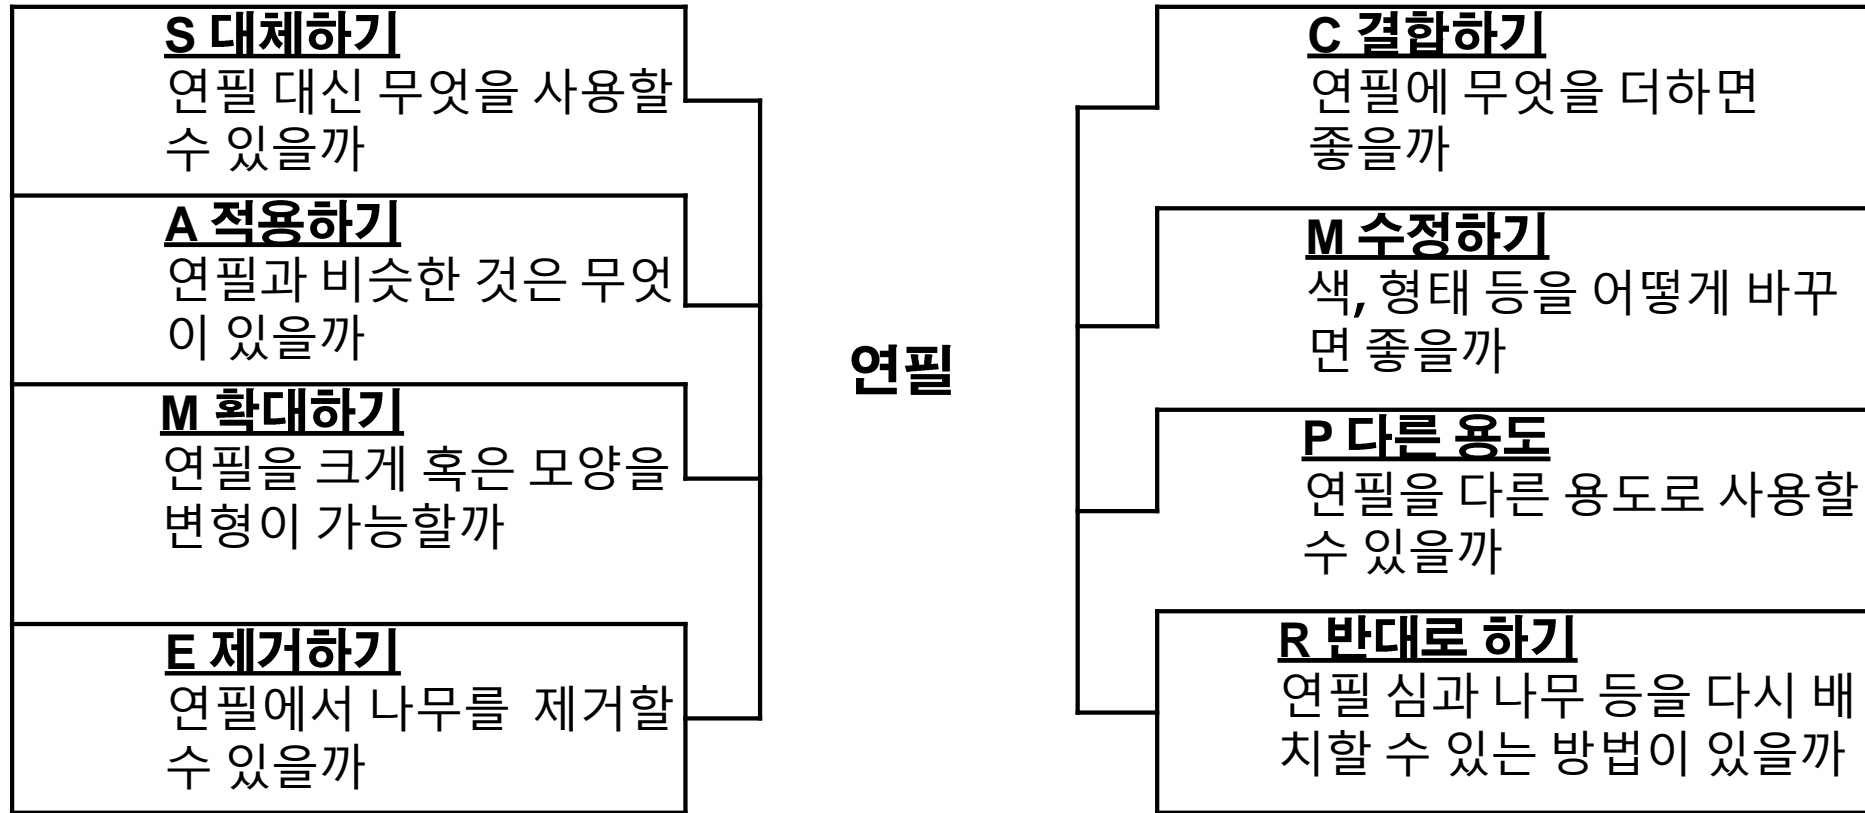 S 대체하기
연필 대신 무엇을 사용할
수 있을까
A 적용하기
연필과 비슷한 것은 무엇
이 있을까
M 확대하기
연필을 크게 혹은 모양을
변형이 가능할까
E 제거하기
연필에서 나무를 제거할
수 있을까
연필
C 결합하기
연필에 무엇을 더하면
좋을까
M 수정하기
색, 형태 등을 어떻게 바꾸
면 좋을까
P 다른 용도
연필을 다른 용도로 사용할
수 있을까
R 반대로 하기
연필 심과 나무 등을 다시 배
치할 수 있는 방법이 있을까